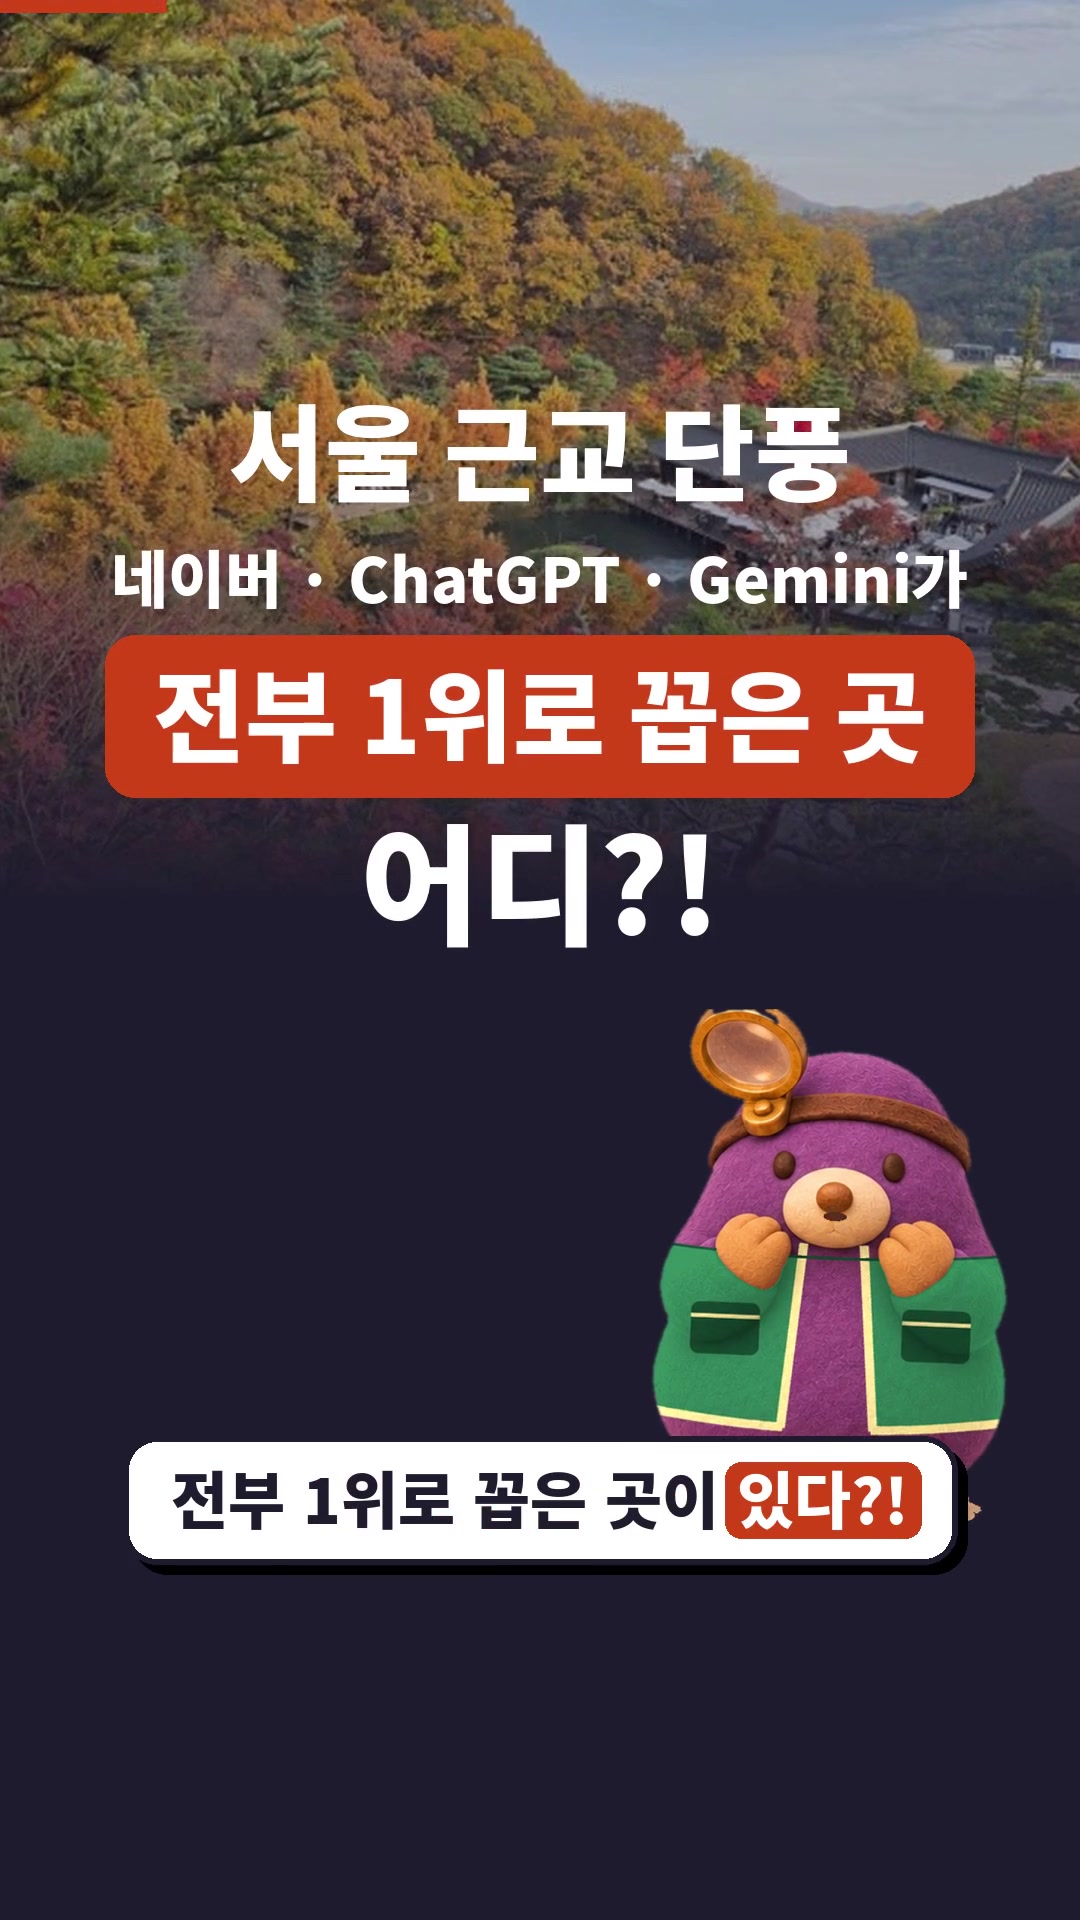 서울 근교 단풍
네이버 · ChatGPT · Gemini가
전부 1위로 꼽은 곳
어디?!
전부 1위로 꼽은 곳이 있다?!